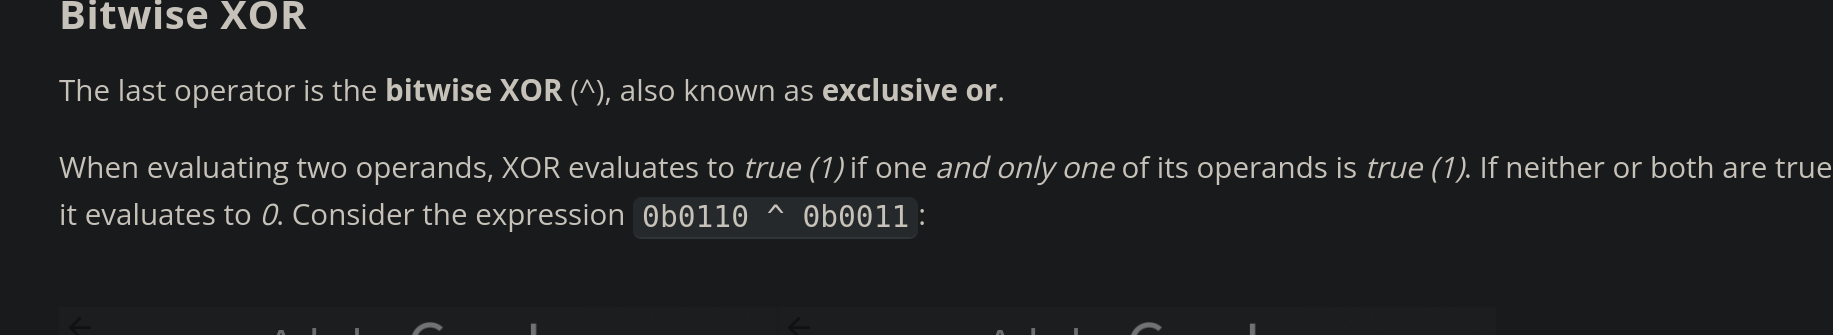 Bitwise XOR
The last operator is the bitwise XOR (^), also known as exclusive or.
When evaluating two operands, XOR evaluates to true (1) if one and only one of its operands is true (1). If neither or both are true
it evaluates to 0. Consider the expression 0b0110 ^ 0b0011: